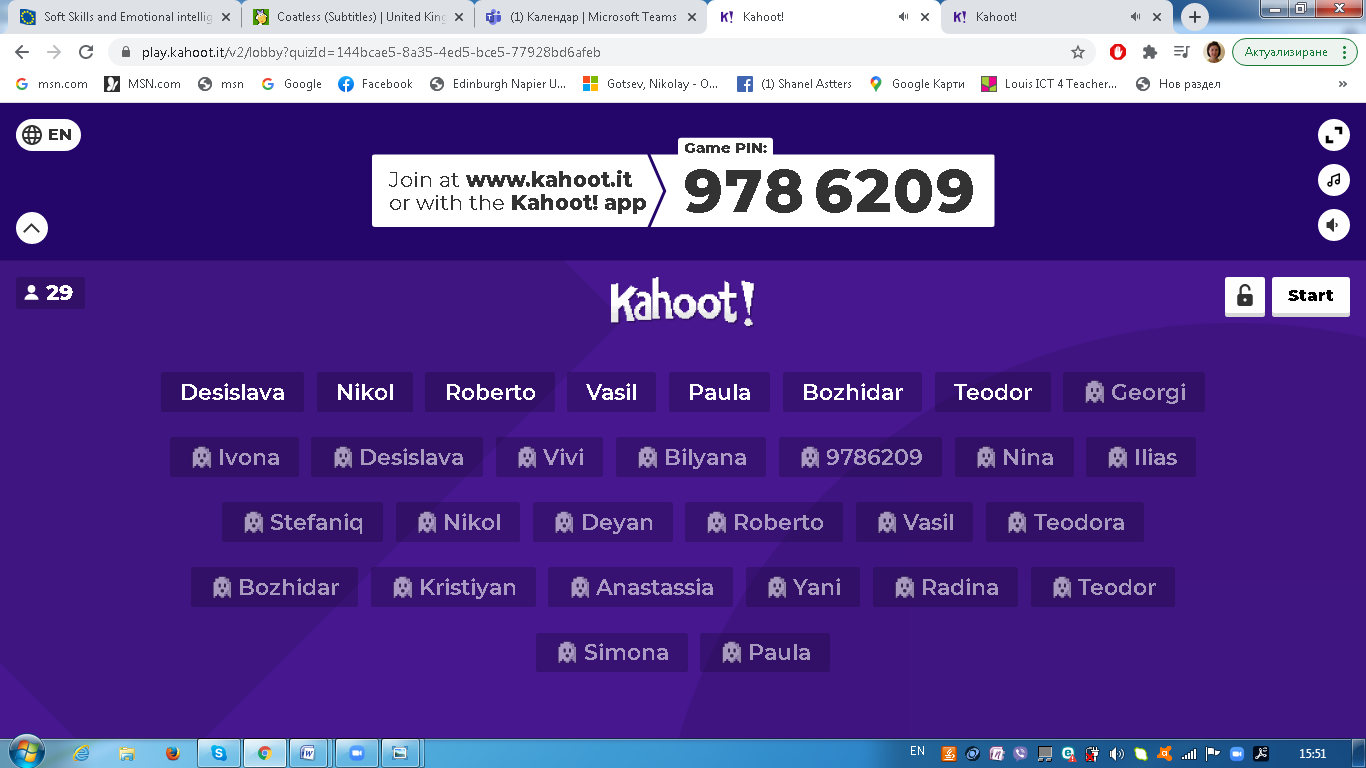 Soft Skills and Emotional intellig
Coatless (Subtitles) | United King
(1) Календар | Microsoft Teams
Kahoot!
Kahoot!
play.kahoot.it/v2/lobby?quizId=144bcae5-8a35-4ed5-bce5-77928bd6afeb
Актуализиране
msn.com MSN.com msn Google Facebook Edinburgh Napier U... Gotsev, Nikolay - O... (1) Shanel Astters Google Карти Louis ICT 4 Teacher... Нов раздел »
EN
Game PIN:
Join at www.kahoot.it
or with the Kahoot! app
978 6209
29
Kahoot!
Start
Desislava Nikol Roberto Vasil Paula Bozhidar Teodor Georgi
Ivona Desislava Vivi Bilyana 9786209 Nina Ilias
Stefaniq Nikol Deyan Roberto Vasil Teodora
Bozhidar Kristiyan Anastassia Yani Radina Teodor
Simona Paula
EN 15:51